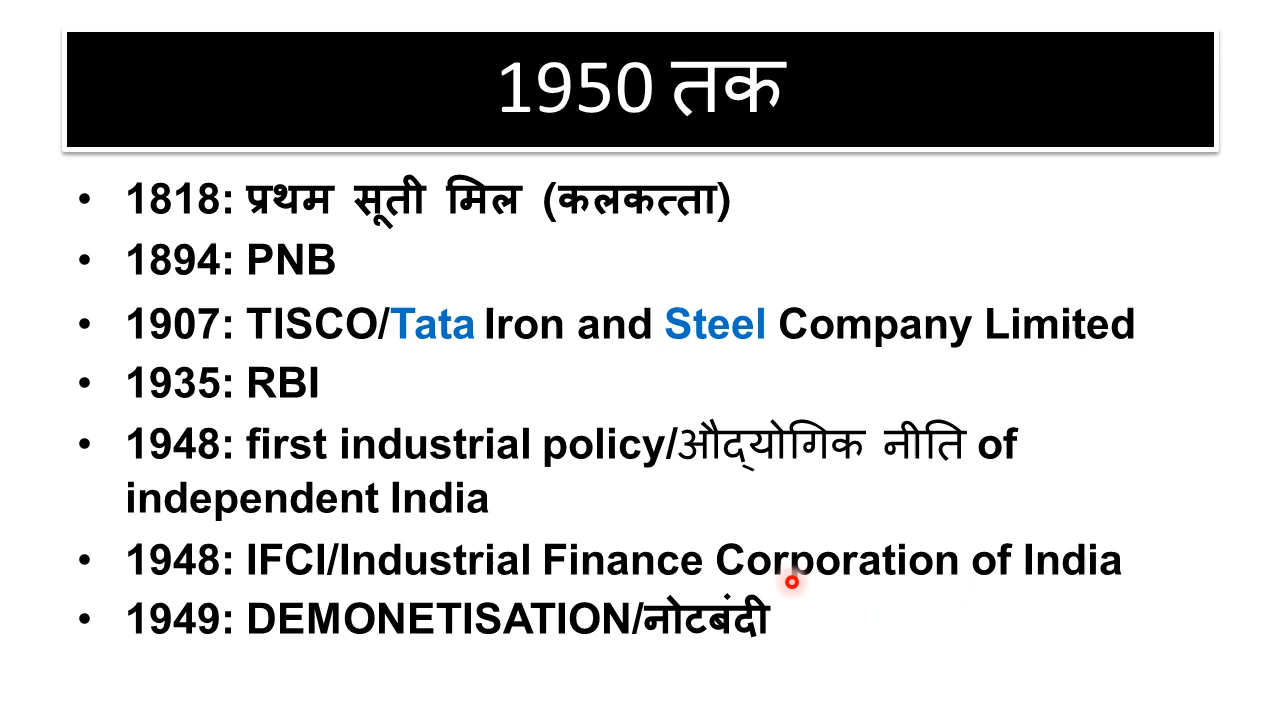 1950 तक
• 1818: प्रथम सूती मिल (कलकत्ता)
• 1894: PNB
• 1907: TISCO/Tata Iron and Steel Company Limited
• 1935: RBI
• 1948: first industrial policy/औद्योगिक नीति of
independent India
• 1948: IFCI/Industrial Finance Corporation of India
• 1949: DEMONETISATION/नोटबंदी